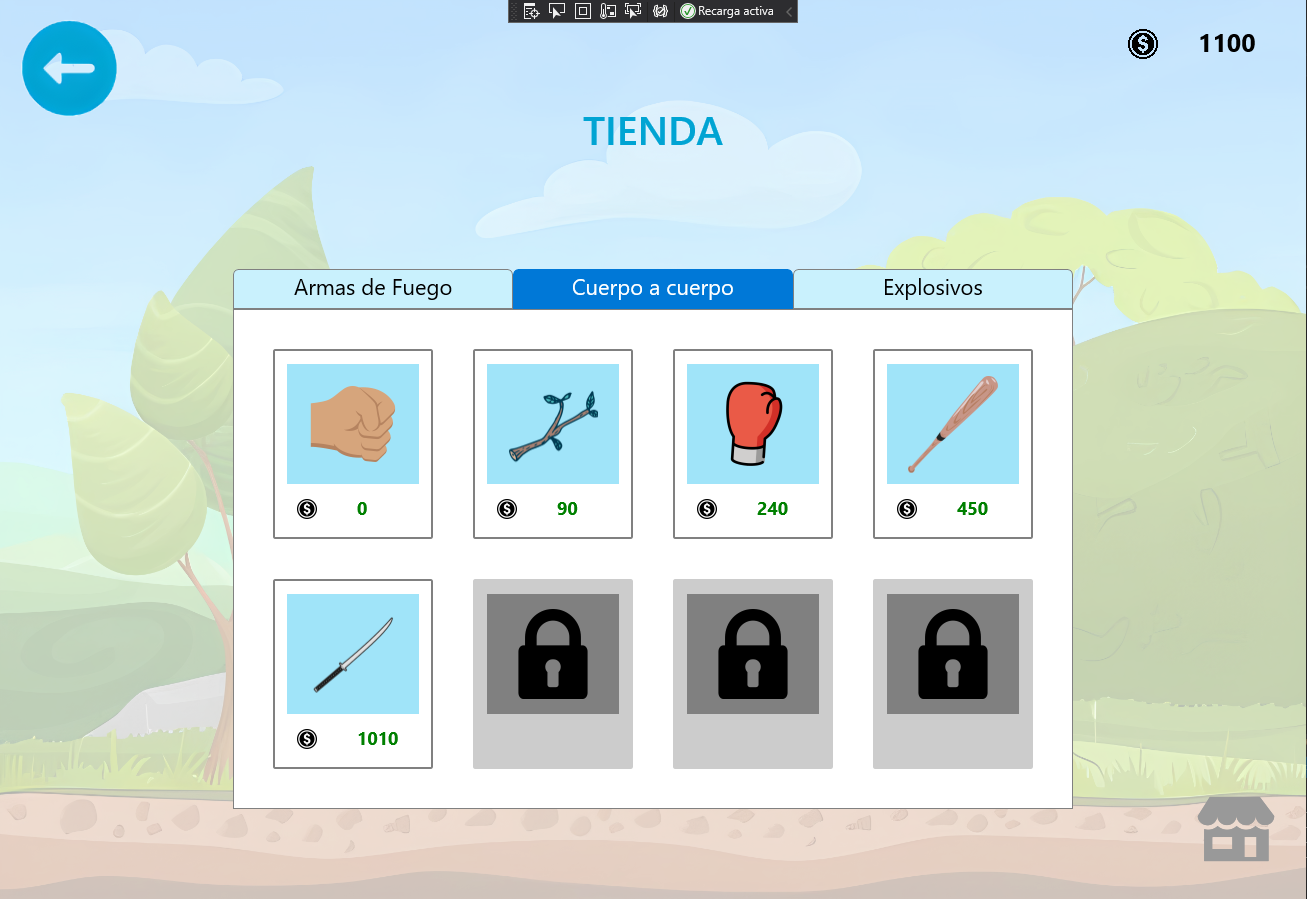 Recarga activa
1100
TIENDA
Armas de Fuego
Cuerpo a cuerpo
Explosivos
$ 0
$ 90
$ 240
$ 450
$ 1010